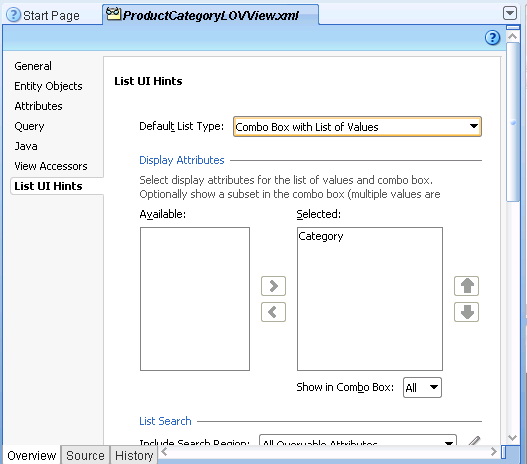 Start Page
ProductCategoryLOVView.xml
General
Entity Objects
Attributes
Query
Java
View Accessors
List UI Hints
List UI Hints
Default List Type: Combo Box with List of Values
Display Attributes
Select display attributes for the list of values and combo box.
Optionally show a subset in the combo box (multiple values are
Available: Selected:
Category
Show in Combo Box: All
List Search
Include Search Region: All Queryable Attributes
Overview Source History